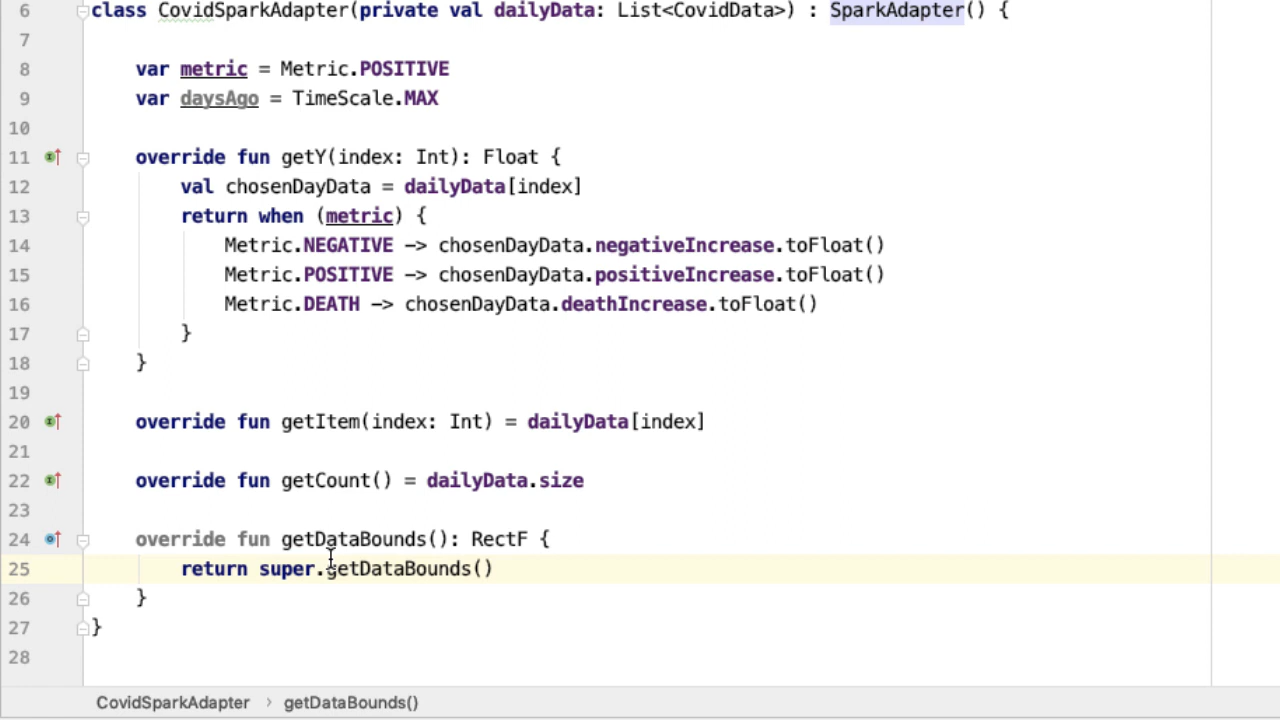 6 class CovidSparkAdapter(private val dailyData: List<CovidData>) : SparkAdapter() {
7
8 var metric = Metric.POSITIVE
9 var daysAgo = TimeScale.MAX
10
11 override fun getY(index: Int): Float {
12 val chosenDayData = dailyData[index]
13 return when (metric) {
14 Metric.NEGATIVE -> chosenDayData.negativeIncrease.toFloat()
15 Metric.POSITIVE -> chosenDayData.positiveIncrease.toFloat()
16 Metric.DEATH -> chosenDayData.deathIncrease.toFloat()
17 }
18 }
19
20 override fun getItem(index: Int) = dailyData[index]
21
22 override fun getCount() = dailyData.size
23
24 override fun getDataBounds(): RectF {
25 return super.getDataBounds()
26 }
27 }
28
CovidSparkAdapter › getDataBounds()